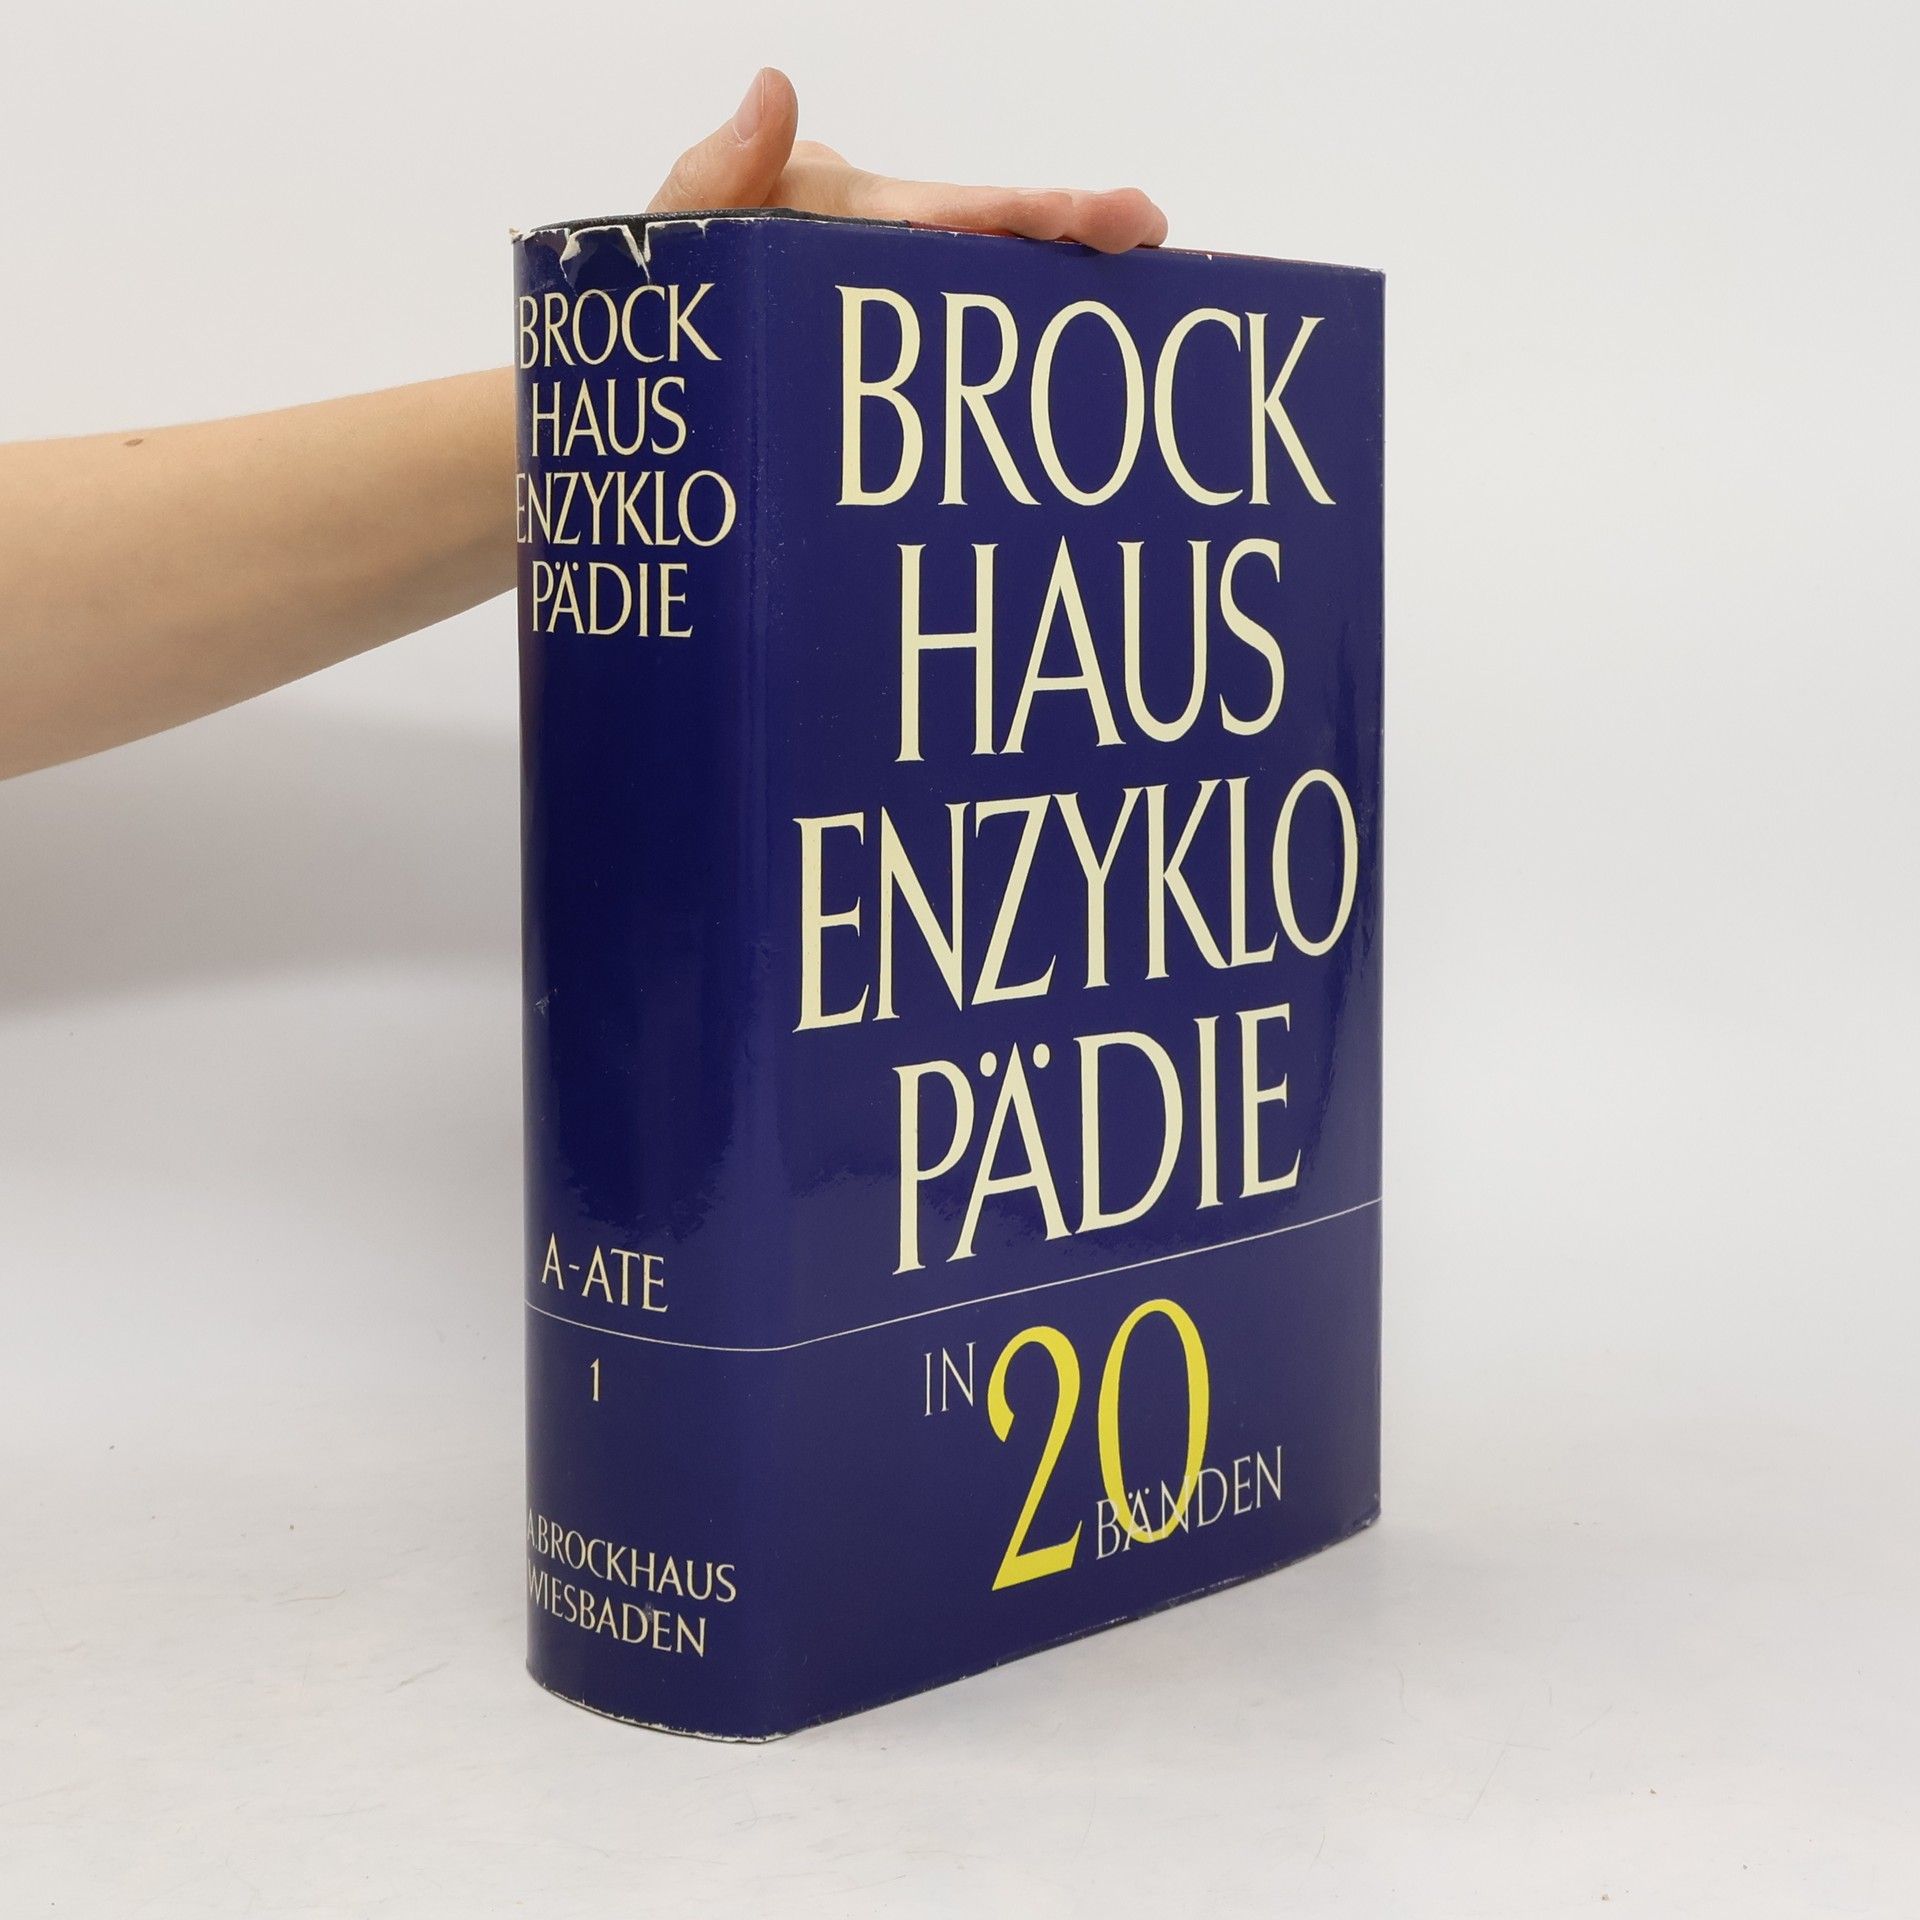 BROCK
HAUS
ENZYKLO
PÄDIE
A-ATE
1
A.BROCKHAUS
WIESBADEN
BROCK
HAUS
ENZYKLO
PÄDIE
IN 20
BÄNDEN